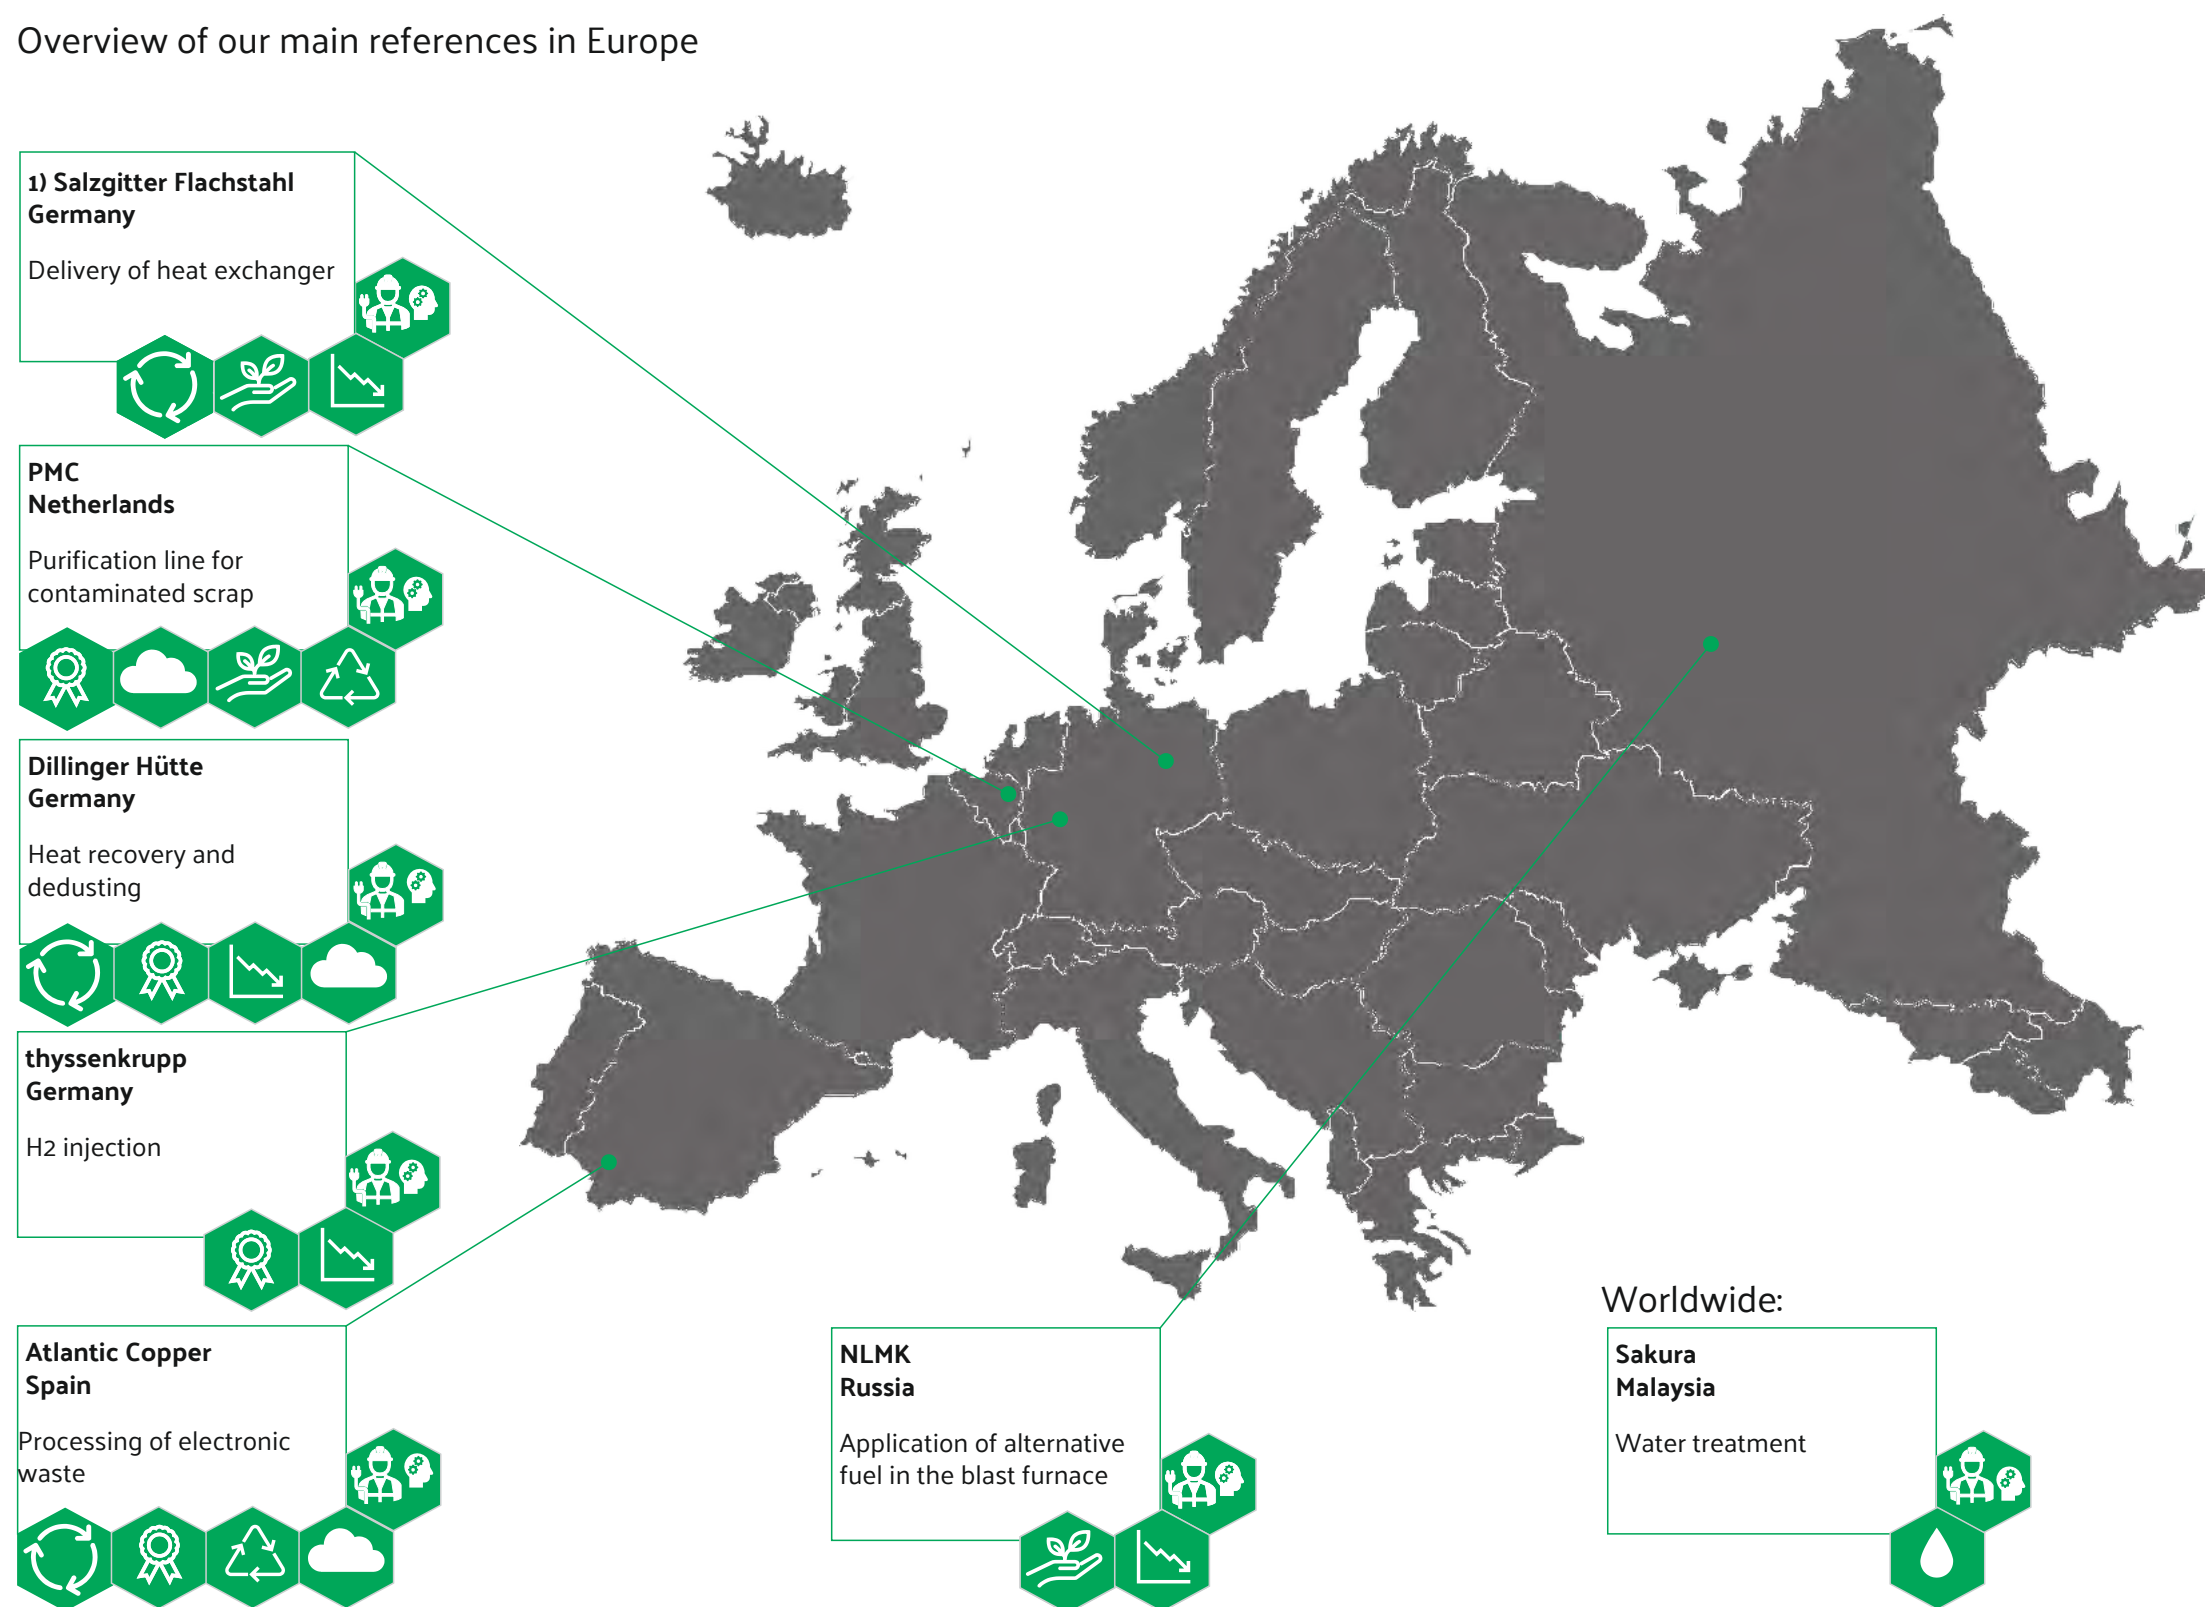 Overview of our main references in Europe
1) Salzgitter Flachstahl
Germany
Delivery of heat exchanger
PMC
Netherlands
Purification line for
contaminated scrap
Dillinger Hütte
Germany
Heat recovery and
dedusting
thyssenkrupp
Germany
H2 injection
Atlantic Copper
Spain
Processing of electronic
waste
NLMK
Russia
Application of alternative
fuel in the blast furnace
Worldwide:
Sakura
Malaysia
Water treatment